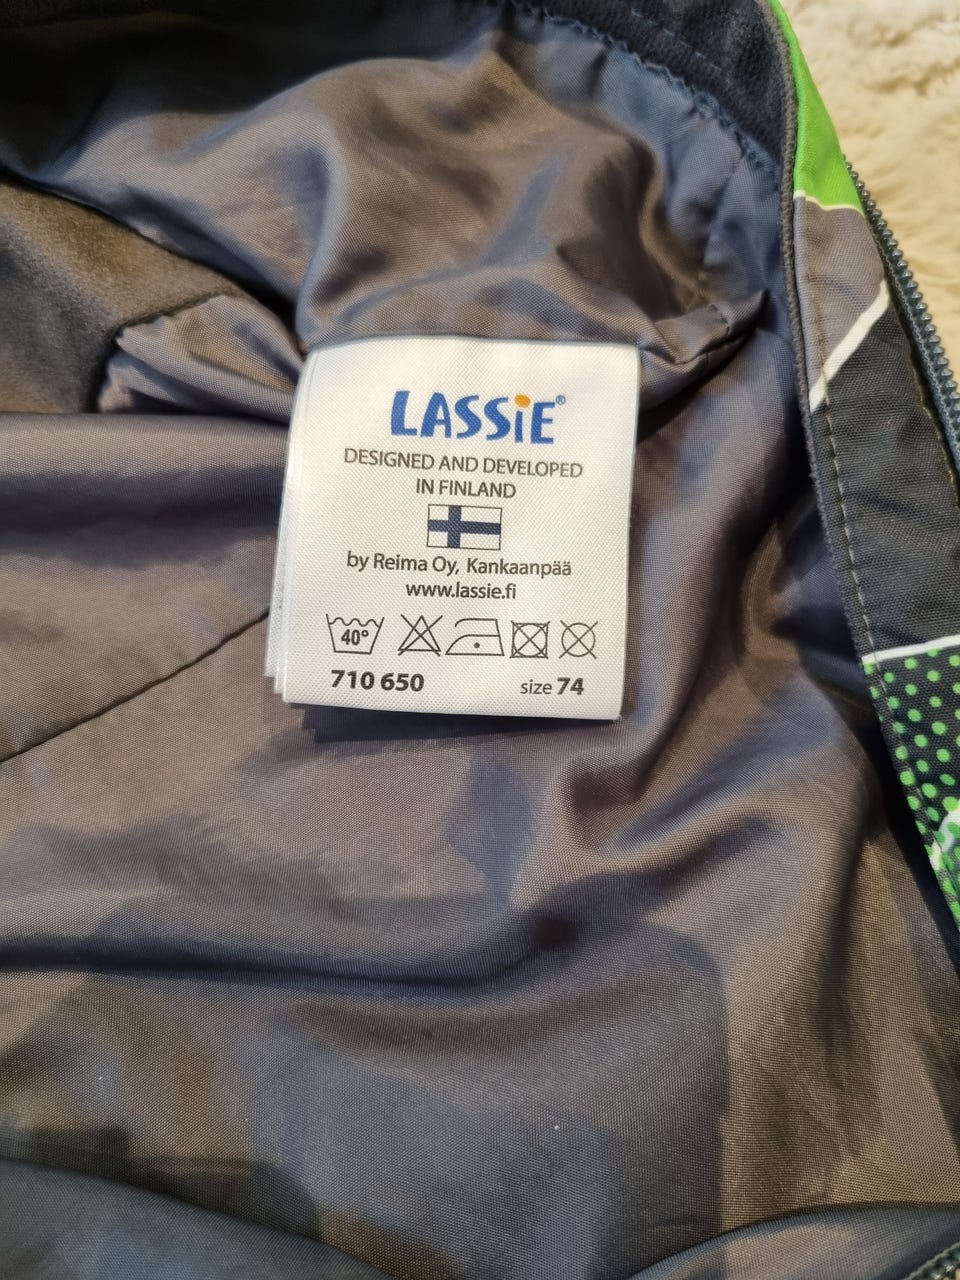 LASSiE®
DESIGNED AND DEVELOPED
IN FINLAND
by Reima Oy, Kankaanpää
www.lassie.fi
40°
710 650 size 74